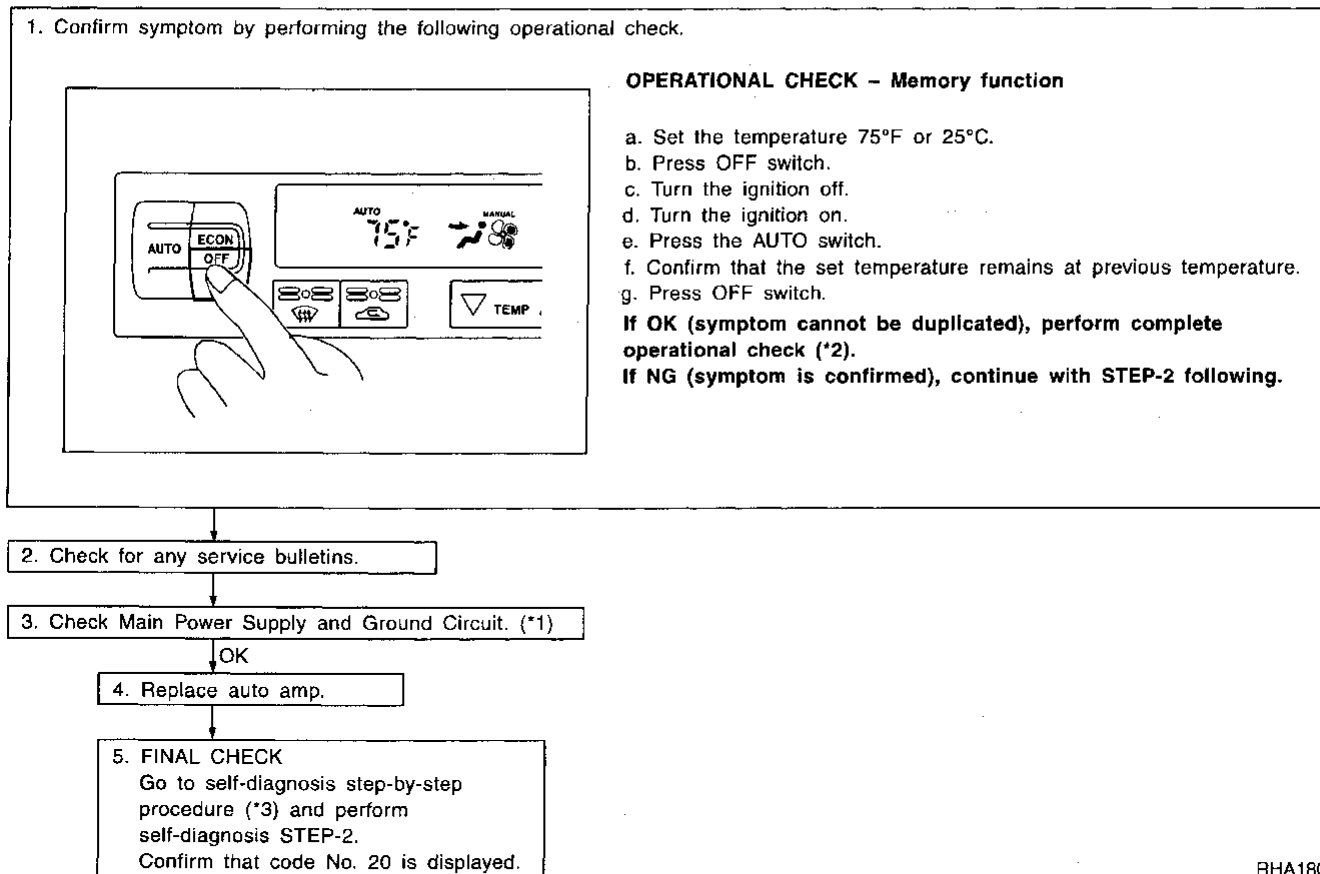 1. Confirm symptom by performing the following operational check.
OPERATIONAL CHECK – Memory function
a. Set the temperature 75°F or 25°C.
b. Press OFF switch.
c. Turn the ignition off.
d. Turn the ignition on.
e. Press the AUTO switch.
f. Confirm that the set temperature remains at previous temperature.
g. Press OFF switch.
If OK (symptom cannot be duplicated), perform complete
operational check (*2).
If NG (symptom is confirmed), continue with STEP-2 following.
AUTO
ECON
OFF
AUTO
75°F
MANUAL
TEMP
2. Check for any service bulletins.
3. Check Main Power Supply and Ground Circuit. (*1)
OK
4. Replace auto amp.
5. FINAL CHECK
Go to self-diagnosis step-by-step
procedure (*3) and perform
self-diagnosis STEP-2.
Confirm that code No. 20 is displayed.